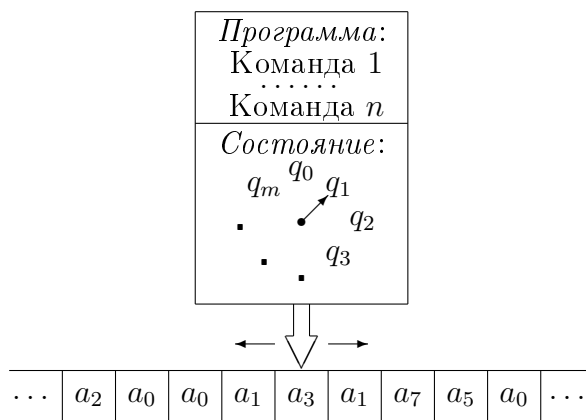 Программа:
Команда 1
······
Команда n
Состояние:
q₀
qₘ q₁
q₂
q₃
··· a₂ a₀ a₀ a₁ a₃ a₁ a₇ a₅ a₀ ···